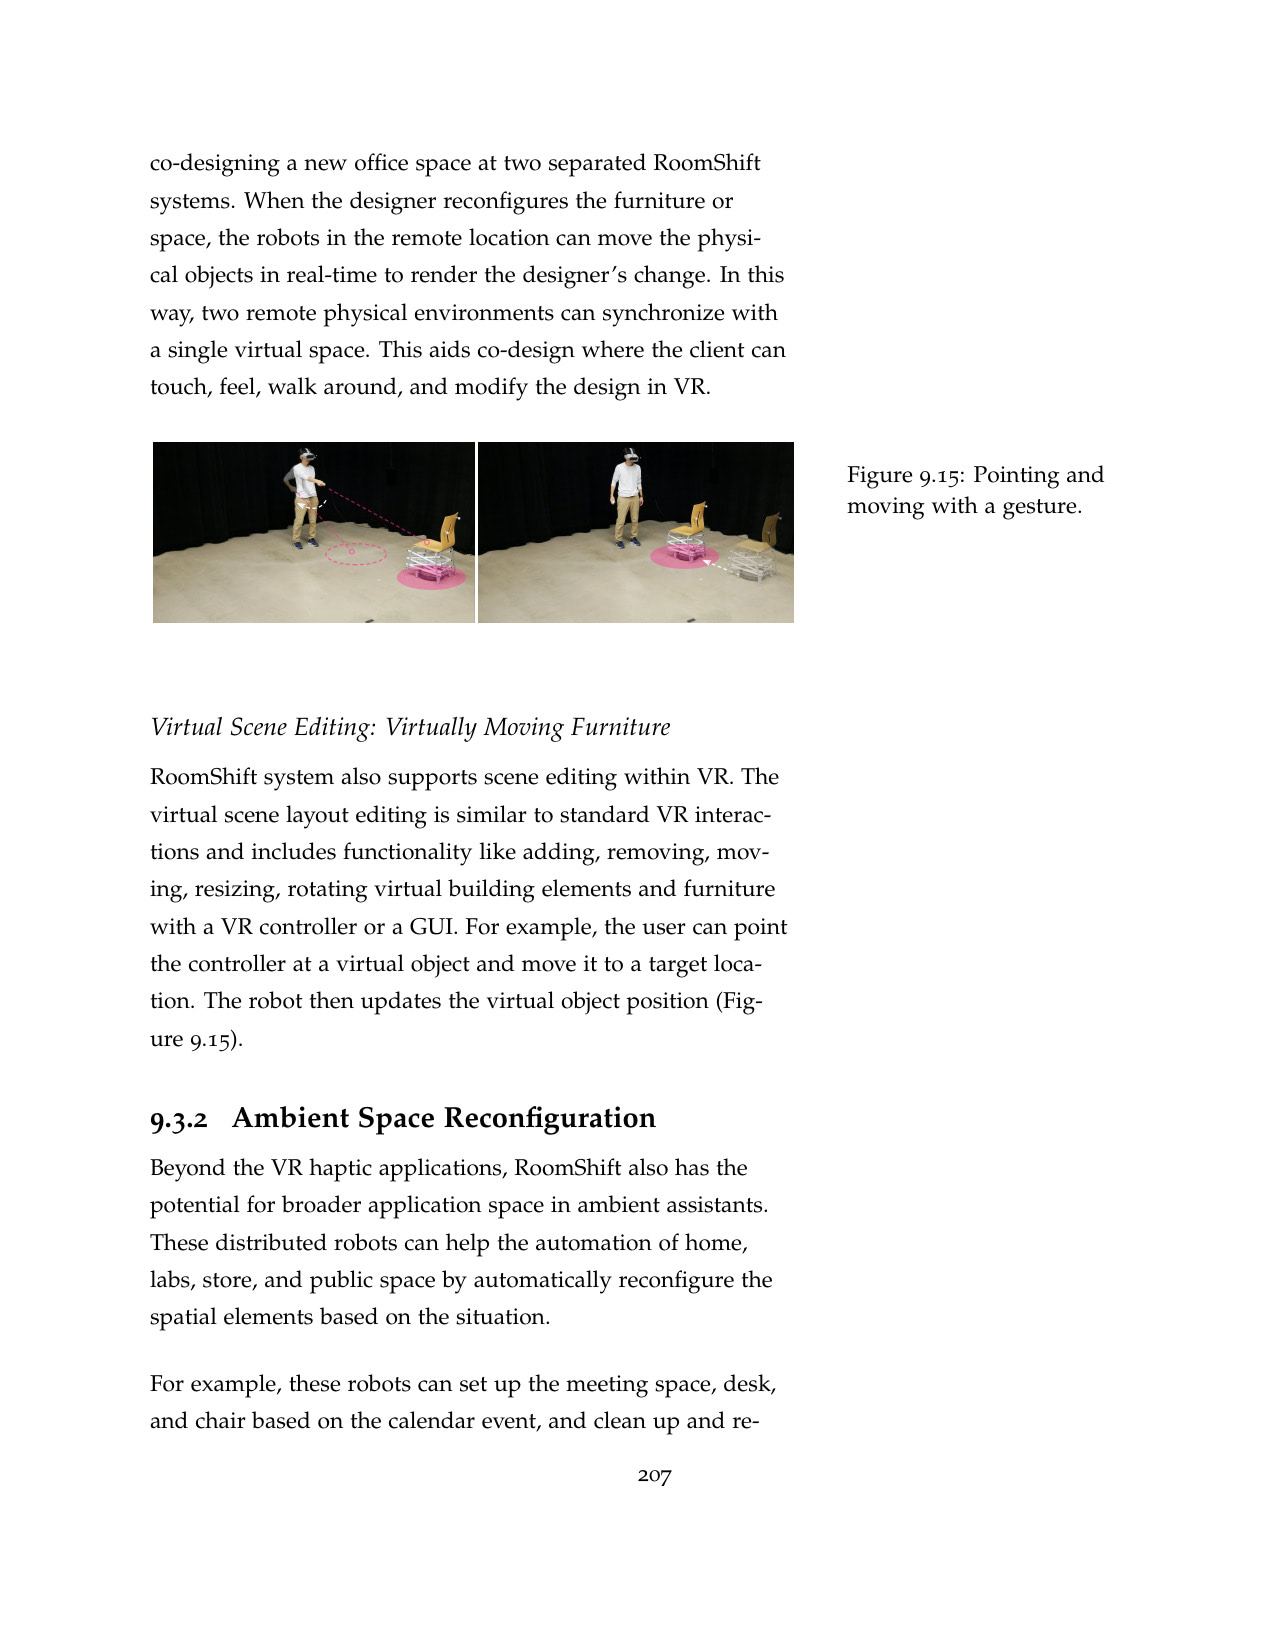 co-designing a new office space at two separated RoomShift
systems. When the designer reconfigures the furniture or
space, the robots in the remote location can move the physi-
cal objects in real-time to render the designer's change. In this
way, two remote physical environments can synchronize with
a single virtual space. This aids co-design where the client can
touch, feel, walk around, and modify the design in VR.
Figure 9.15: Pointing and
moving with a gesture.
Virtual Scene Editing: Virtually Moving Furniture
RoomShift system also supports scene editing within VR. The
virtual scene layout editing is similar to standard VR interac-
tions and includes functionality like adding, removing, mov-
ing, resizing, rotating virtual building elements and furniture
with a VR controller or a GUI. For example, the user can point
the controller at a virtual object and move it to a target loca-
tion. The robot then updates the virtual object position (Fig-
ure 9.15).
9.3.2 Ambient Space Reconfiguration
Beyond the VR haptic applications, RoomShift also has the
potential for broader application space in ambient assistants.
These distributed robots can help the automation of home,
labs, store, and public space by automatically reconfigure the
spatial elements based on the situation.
For example, these robots can set up the meeting space, desk,
and chair based on the calendar event, and clean up and re-
207